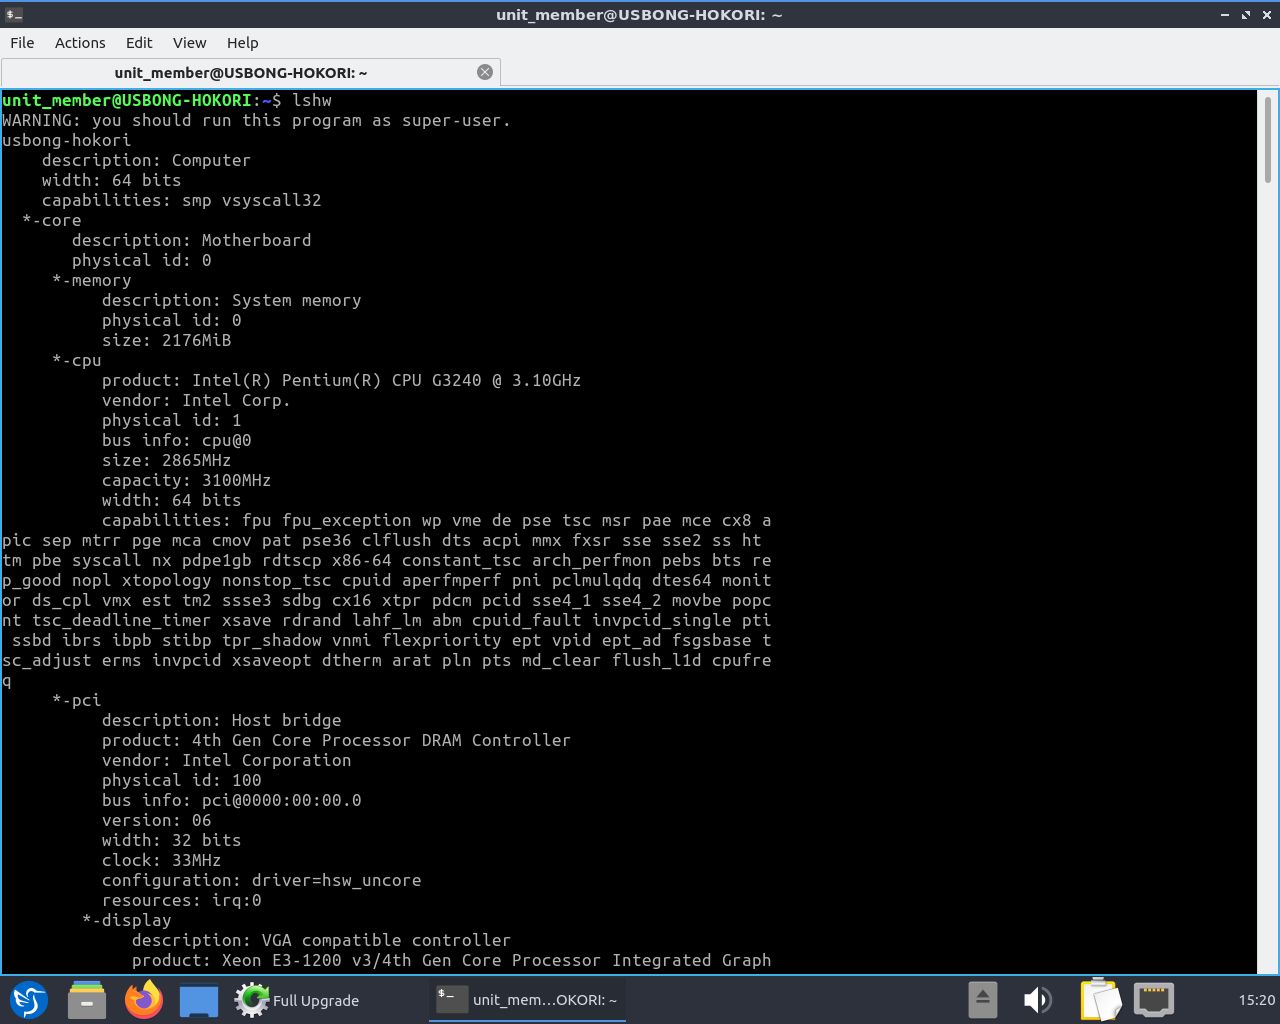 unit_member@USBONG-HOKORI: ~
File Actions Edit View Help
unit_member@USBONG-HOKORI: ~
unit_member@USBONG-HOKORI:~$ lshw
WARNING: you should run this program as super-user.
usbong-hokori
    description: Computer
    width: 64 bits
    capabilities: smp vsyscall32
  *-core
       description: Motherboard
       physical id: 0
     *-memory
          description: System memory
          physical id: 0
          size: 2176MiB
     *-cpu
          product: Intel(R) Pentium(R) CPU G3240 @ 3.10GHz
          vendor: Intel Corp.
          physical id: 1
          bus info: cpu@0
          size: 2865MHz
          capacity: 3100MHz
          width: 64 bits
          capabilities: fpu fpu_exception wp vme de pse tsc msr pae mce cx8 a
pic sep mtrr pge mca cmov pat pse36 clflush dts acpi mmx fxsr sse sse2 ss ht
tm pbe syscall nx pdpe1gb rdtscp x86-64 constant_tsc arch_perfmon pebs bts re
p_good nopl xtopology nonstop_tsc cpuid aperfmperf pni pclmulqdq dtes64 monit
or ds_cpl vmx est tm2 ssse3 sdbg cx16 xtpr pdcm pcid sse4_1 sse4_2 movbe popc
nt tsc_deadline_timer xsave rdrand lahf_lm abm cpuid_fault invpcid_single pti
 ssbd ibrs ibpb stibp tpr_shadow vnmi flexpriority ept vpid ept_ad fsgsbase t
sc_adjust erms invpcid xsaveopt dtherm arat pln pts md_clear flush_l1d cpufre
q
     *-pci
          description: Host bridge
          product: 4th Gen Core Processor DRAM Controller
          vendor: Intel Corporation
          physical id: 100
          bus info: pci@0000:00:00.0
          version: 06
          width: 32 bits
          clock: 33MHz
          configuration: driver=hsw_uncore
          resources: irq:0
        *-display
             description: VGA compatible controller
             product: Xeon E3-1200 v3/4th Gen Core Processor Integrated Graph
Full Upgrade unit_mem…OKORI: ~ 15:20